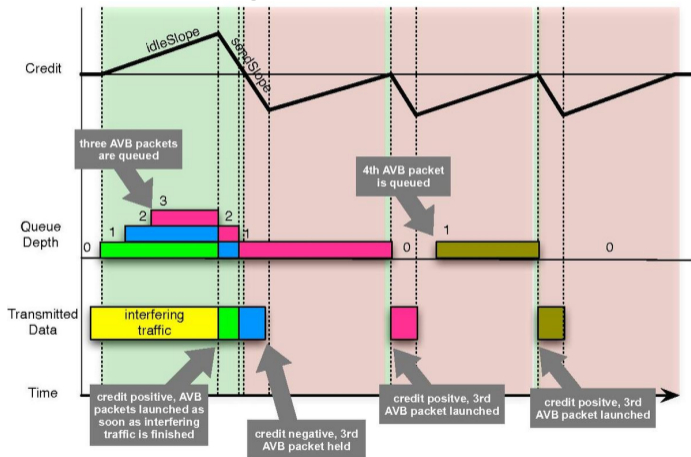 idleSlope
sendSlope
Credit
three AVB packets
are queued
4th AVB packet
is queued
3
2
2
1
1
1
Queue
Depth
0
0
0
Transmitted
Data
interfering
traffic
Time
credit positive, AVB
packets launched as
soon as interfering
traffic is finished
credit negative, 3rd
AVB packet held
credit positve, 3rd
AVB packet launched
credit positve, 3rd
AVB packet launched